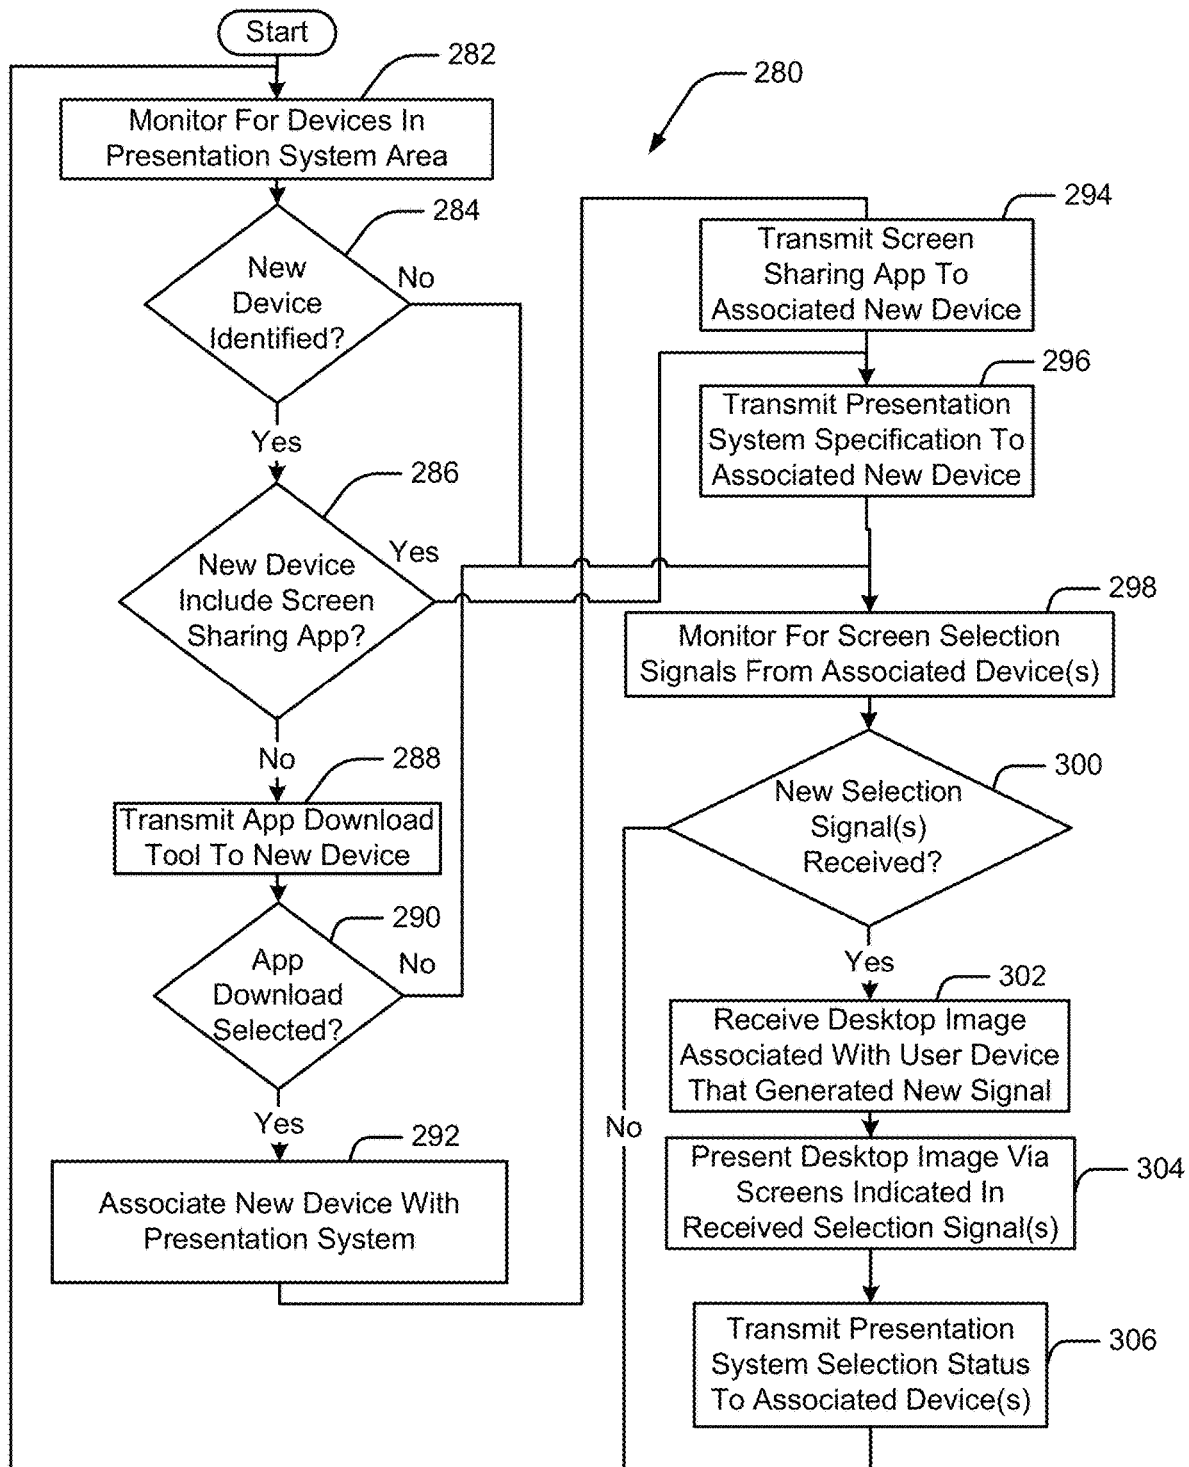 Start
282
Monitor For Devices In
Presentation System Area
280
284
New
Device
Identified?
No
Yes
286
New Device
Include Screen
Sharing App?
Yes
No
288
Transmit App Download
Tool To New Device
290
App
Download
Selected?
No
Yes
292
Associate New Device With
Presentation System
294
Transmit Screen
Sharing App To
Associated New Device
296
Transmit Presentation
System Specification To
Associated New Device
298
Monitor For Screen Selection
Signals From Associated Device(s)
300
New Selection
Signal(s)
Received?
Yes
No
302
Receive Desktop Image
Associated With User Device
That Generated New Signal
304
Present Desktop Image Via
Screens Indicated In
Received Selection Signal(s)
306
Transmit Presentation
System Selection Status
To Associated Device(s)